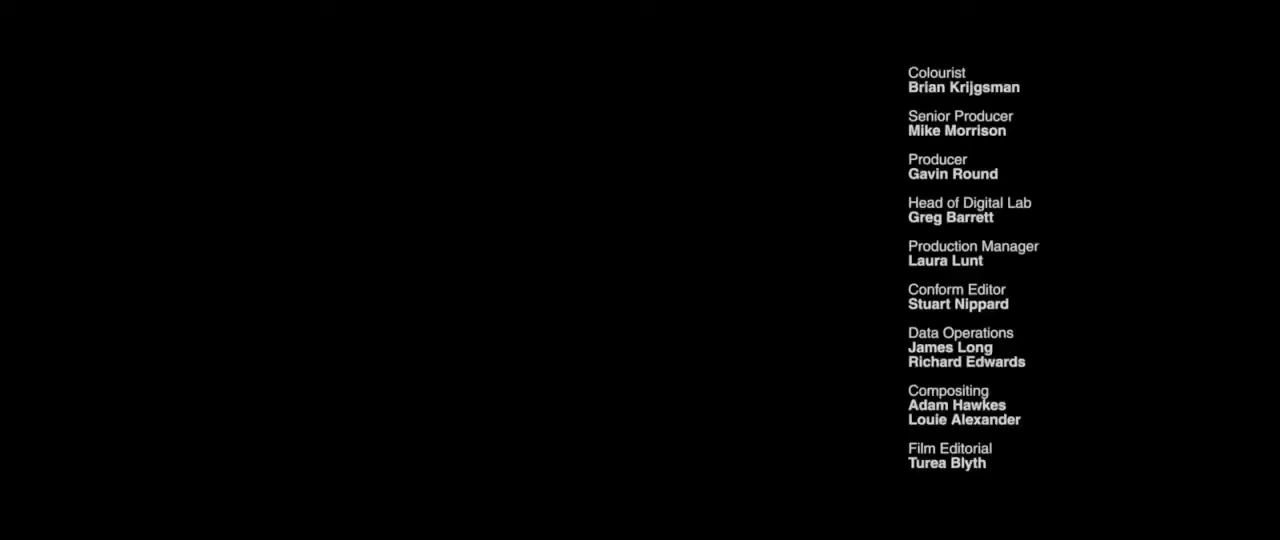 Colourist
Brian Krijgsman
Senior Producer
Mike Morrison
Producer
Gavin Round
Head of Digital Lab
Greg Barrett
Production Manager
Laura Lunt
Conform Editor
Stuart Nippard
Data Operations
James Long
Richard Edwards
Compositing
Adam Hawkes
Louie Alexander
Film Editorial
Turea Blyth